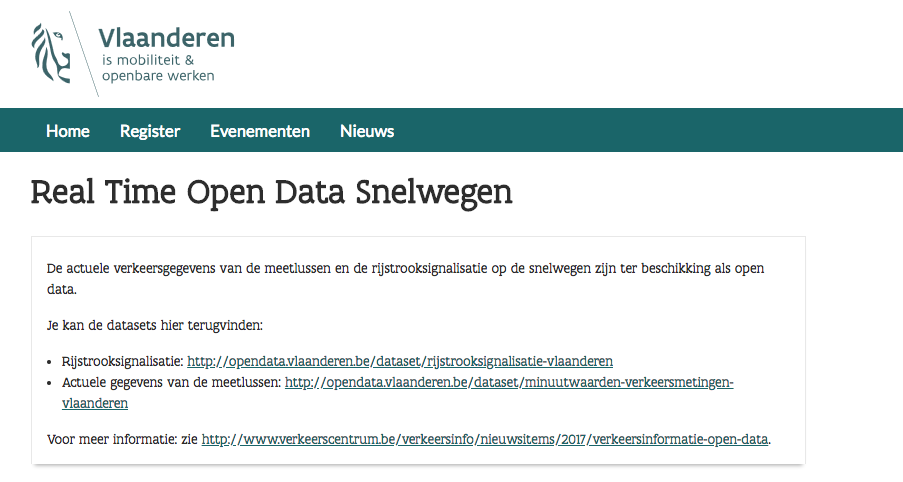 Vlaanderen
is mobiliteit &
openbare werken
Home Register Evenementen Nieuws
Real Time Open Data Snelwegen
De actuele verkeersgegevens van de meetlussen en de rijstrooksignalisatie op de snelwegen zijn ter beschikking als open
data.
Je kan de datasets hier terugvinden:
• Rijstrooksignalisatie: http://opendata.vlaanderen.be/dataset/rijstrooksignalisatie-vlaanderen
• Actuele gegevens van de meetlussen: http://opendata.vlaanderen.be/dataset/minuutwaarden-verkeersmetingen-
vlaanderen
Voor meer informatie: zie http://www.verkeerscentrum.be/verkeersinfo/nieuwsitems/2017/verkeersinformatie-open-data.